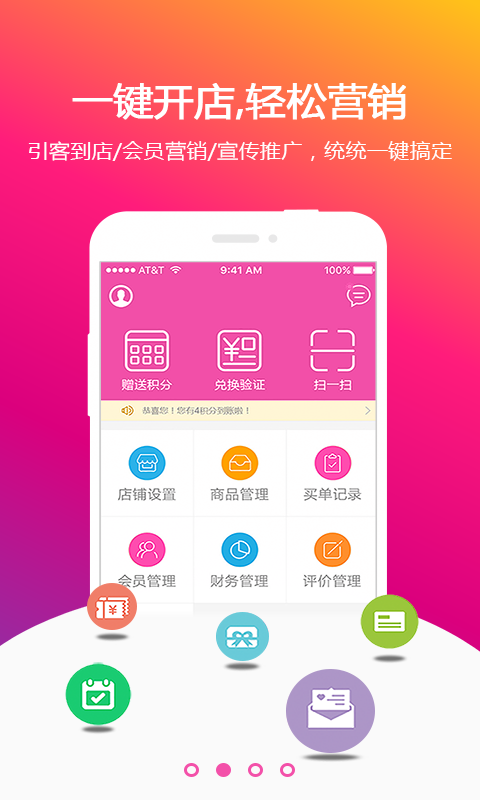 一键开店,轻松营销
引客到店/会员营销/宣传推广，统统一键搞定
AT&T 9:41 AM 100%
赠送积分 兑换验证 扫一扫
恭喜您！您有4积分到账啦！
店铺设置 商品管理 买单记录
会员管理 财务管理 评价管理